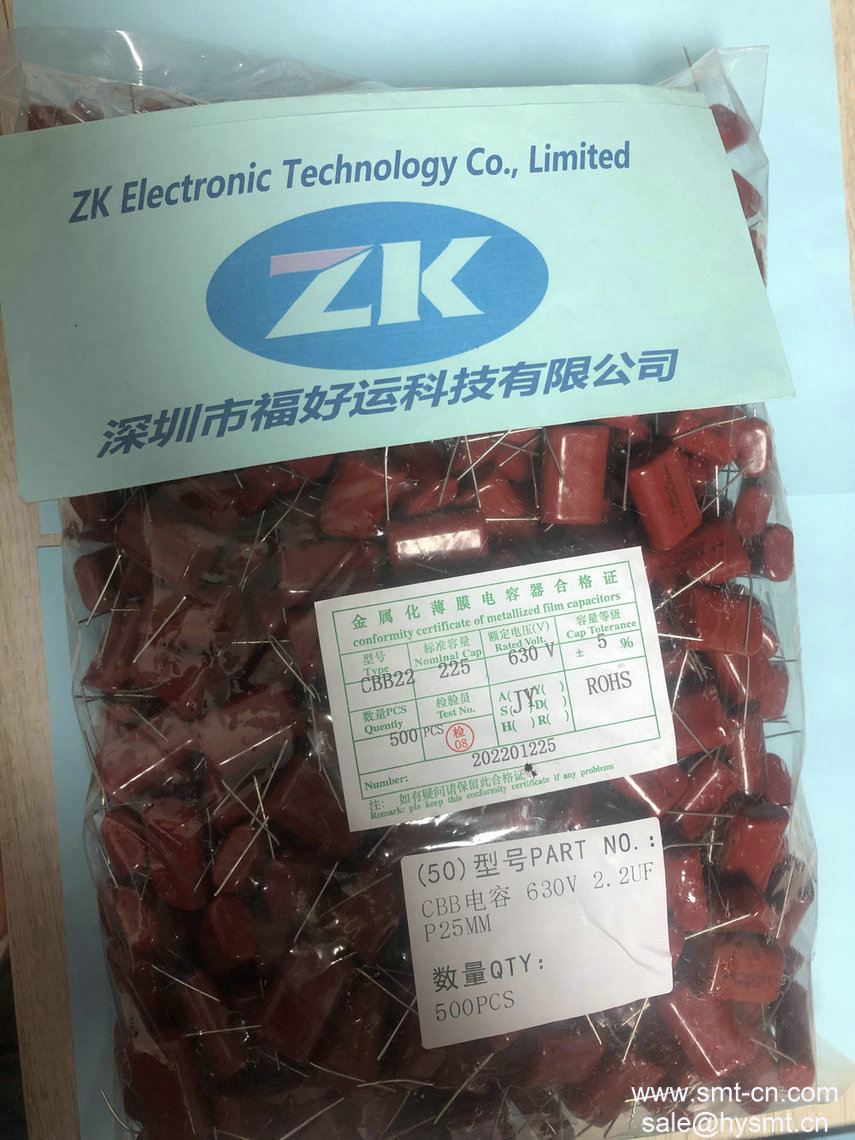 ZK Electronic Technology Co., Limited
ZK
深圳市福好运科技有限公司
金属化薄膜电容器合格证
conformity certificate of metallized film capacitors
型号 标准容量 额定电压(V) 容量等级
Type Nominal Cap Rated Volt Cap Tolerance
CBB22 225 630 V ± 5 %
数量PCS 检验员 A( Y( )
Quentiy Test No. S( JY D( ) ROHS
500 PCS 检 08 H( ) R( )
Number: 202201225
注: 如有疑问请保留此合格证
Remark: pls keep this conformity certificate if any problems
(50)型号PART NO.:
CBB电容 630V 2.2UF
P25MM
数量QTY:
500PCS
www.smt-cn.com
sale@hysmt.cn